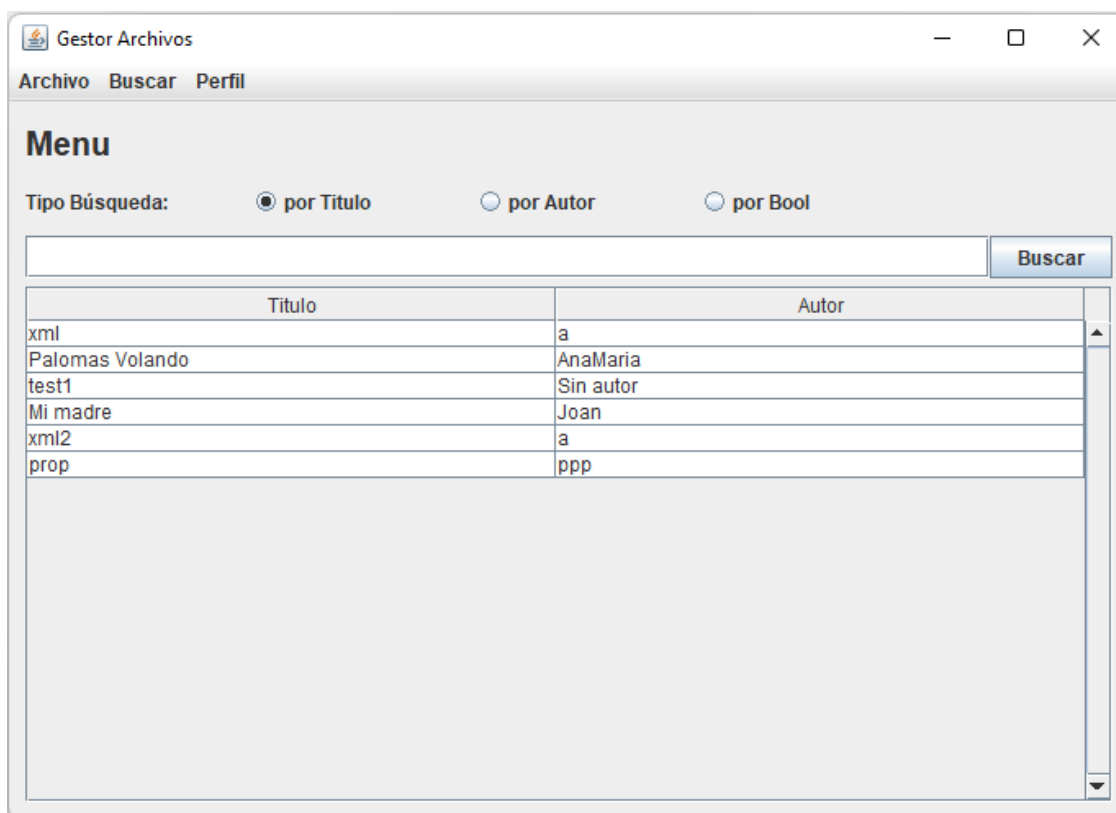 Gestor Archivos
Archivo Buscar Perfil
Menu
Tipo Búsqueda: por Titulo por Autor por Bool
Buscar
Titulo Autor
xml a
Palomas Volando AnaMaria
test1 Sin autor
Mi madre Joan
xml2 a
prop ppp